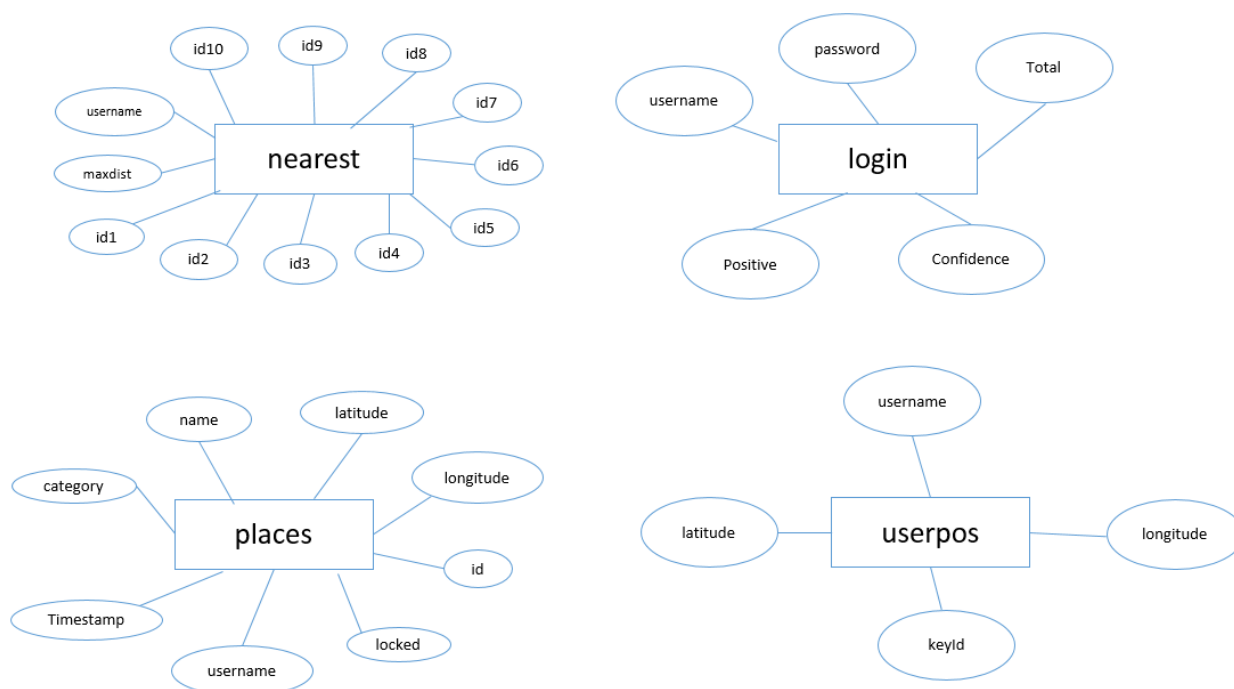 id10
id9
id8
username
id7
nearest
maxdist
id6
id1
id5
id2
id3
id4
password
Total
username
login
Positive
Confidence
name
latitude
category
longitude
places
id
Timestamp
locked
username
username
latitude
userpos
longitude
keyId